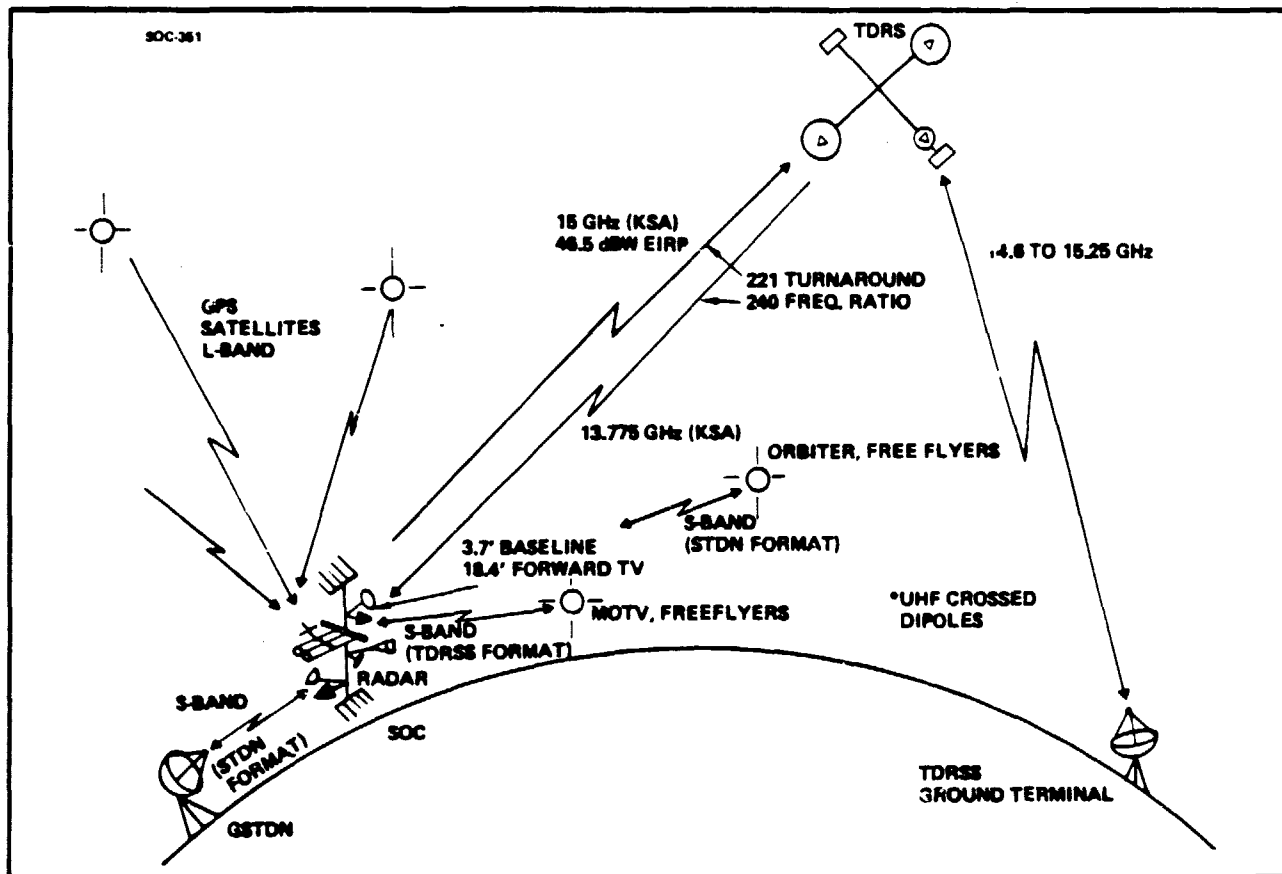 SOC-361
TDRS
15 GHz (KSA)
46.5 dBW EIRP
14.6 TO 15.25 GHz
221 TURNAROUND
240 FREQ. RATIO
GPS
SATELLITES
L-BAND
13.775 GHz (KSA)
ORBITER, FREE FLYERS
S-BAND
(STDN FORMAT)
3.7' BASELINE
18.4' FORWARD TV
MOTV, FREEFLYERS
*UHF CROSSED
DIPOLES
S-BAND
(TDRSS FORMAT)
RADAR
S-BAND
(STDN
FORMAT)
SOC
TDRSS
GROUND TERMINAL
GSTDN